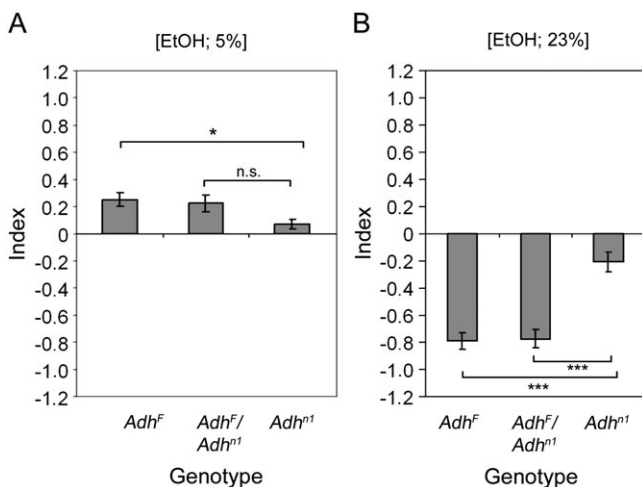 A
[EtOH; 5%]
1.2
1.0
0.8
0.6
0.4
0.2
0
-0.2
-0.4
-0.6
-0.8
-1.0
-1.2
Index
*
n.s.
AdhF
AdhF/
Adhn1
Adhn1
Genotype
B
[EtOH; 23%]
1.2
1.0
0.8
0.6
0.4
0.2
0
-0.2
-0.4
-0.6
-0.8
-1.0
-1.2
Index
***
***
AdhF
AdhF/
Adhn1
Adhn1
Genotype